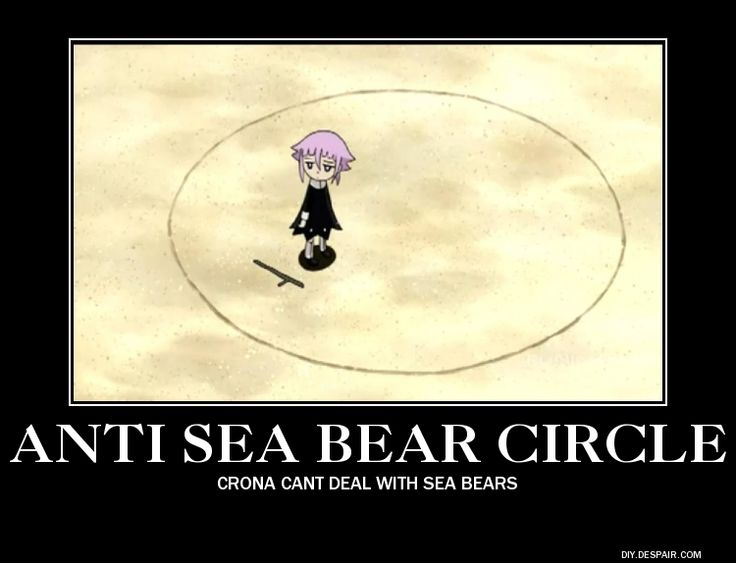 ANTI SEA BEAR CIRCLE
CRONA CANT DEAL WITH SEA BEARS
DIY.DESPAIR.COM